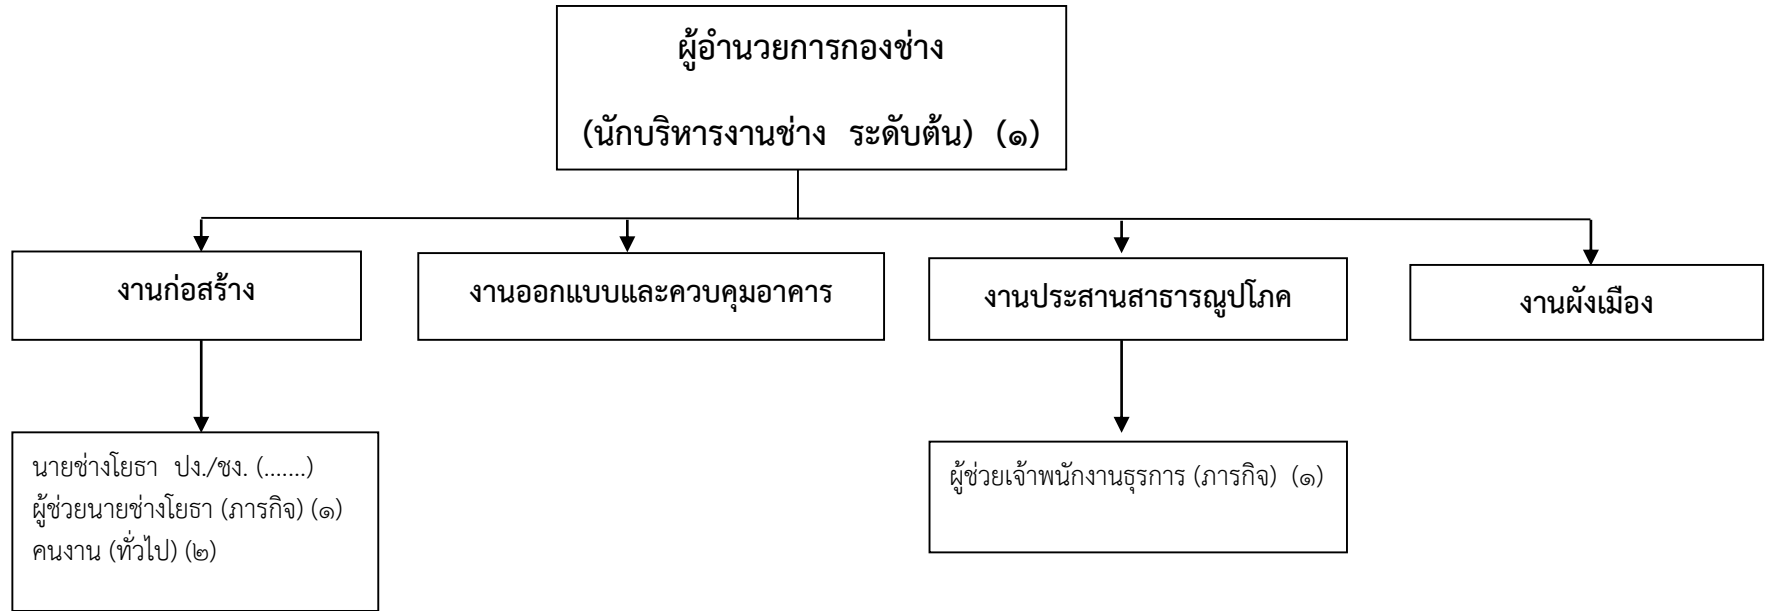 ผู้อำนวยการกองช่าง
(นักบริหารงานช่าง ระดับต้น) (๑)
งานก่อสร้าง
งานออกแบบและควบคุมอาคาร
งานประสานสาธารณูปโภค
งานผังเมือง
นายช่างโยธา ปง./ชง. (.......)
ผู้ช่วยนายช่างโยธา (ภารกิจ) (๑)
คนงาน (ทั่วไป) (๒)
ผู้ช่วยเจ้าพนักงานธุรการ (ภารกิจ) (๑)